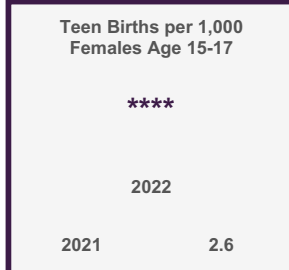 Teen Births per 1,000
Females Age 15-17
****
2022
2021 2.6